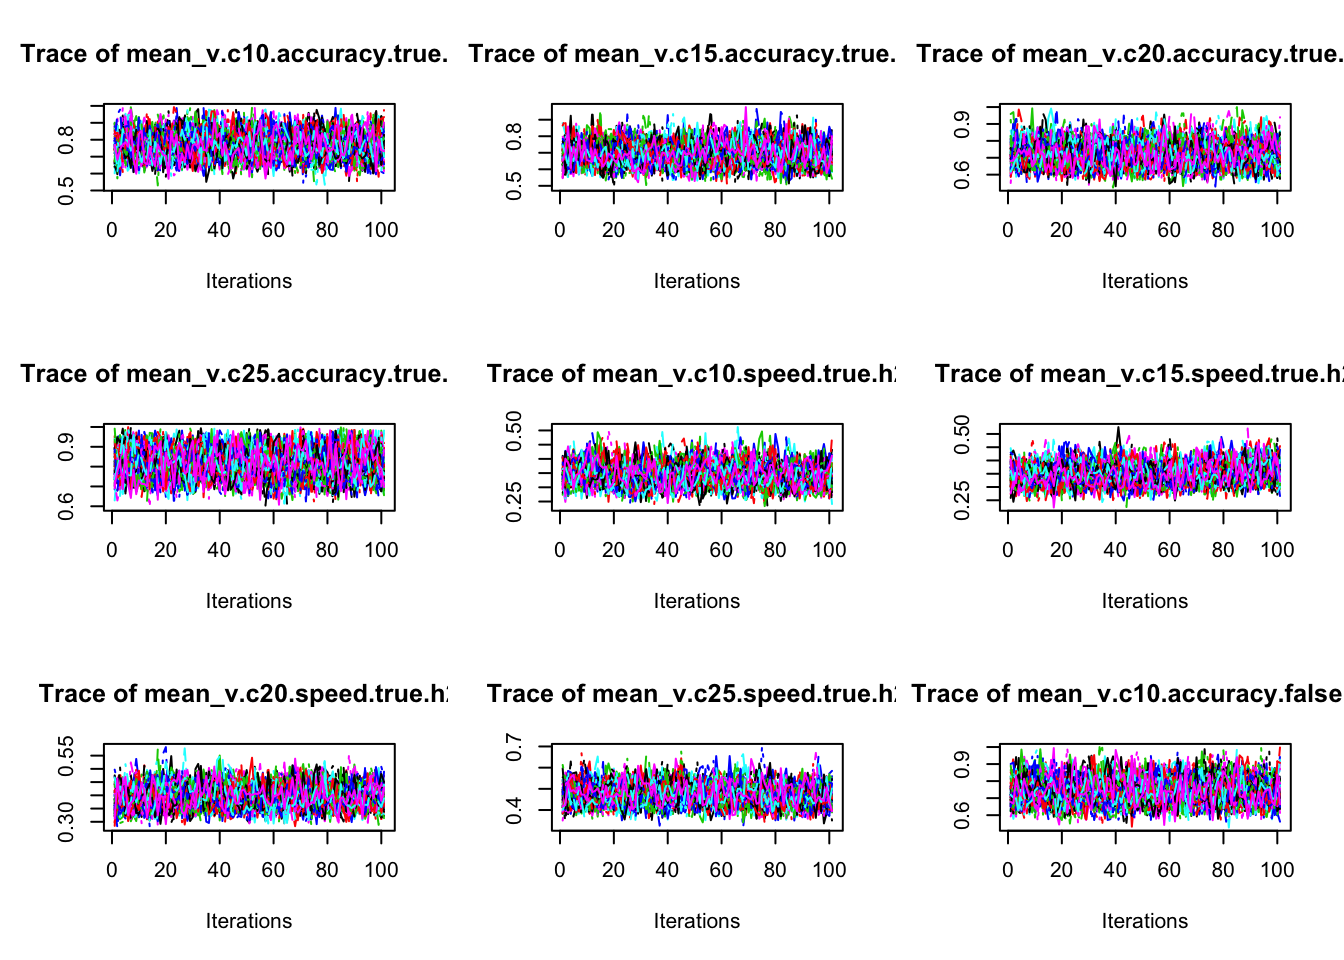 Trace of mean_v.c10.accuracy.true. Trace of mean_v.c15.accuracy.true. Trace of mean_v.c20.accuracy.true.
0.8
0.5
0 20 40 60 80 100
Iterations
0.8
0.5
0 20 40 60 80 100
Iterations
0.9
0.6
0 20 40 60 80 100
Iterations
Trace of mean_v.c25.accuracy.true. Trace of mean_v.c10.speed.true.h Trace of mean_v.c15.speed.true.h
0.9
0.6
0 20 40 60 80 100
Iterations
0.50
0.25
0 20 40 60 80 100
Iterations
0.50
0.25
0 20 40 60 80 100
Iterations
Trace of mean_v.c20.speed.true.h Trace of mean_v.c25.speed.true.h Trace of mean_v.c10.accuracy.false
0.55
0.30
0 20 40 60 80 100
Iterations
0.7
0.4
0 20 40 60 80 100
Iterations
0.9
0.6
0 20 40 60 80 100
Iterations